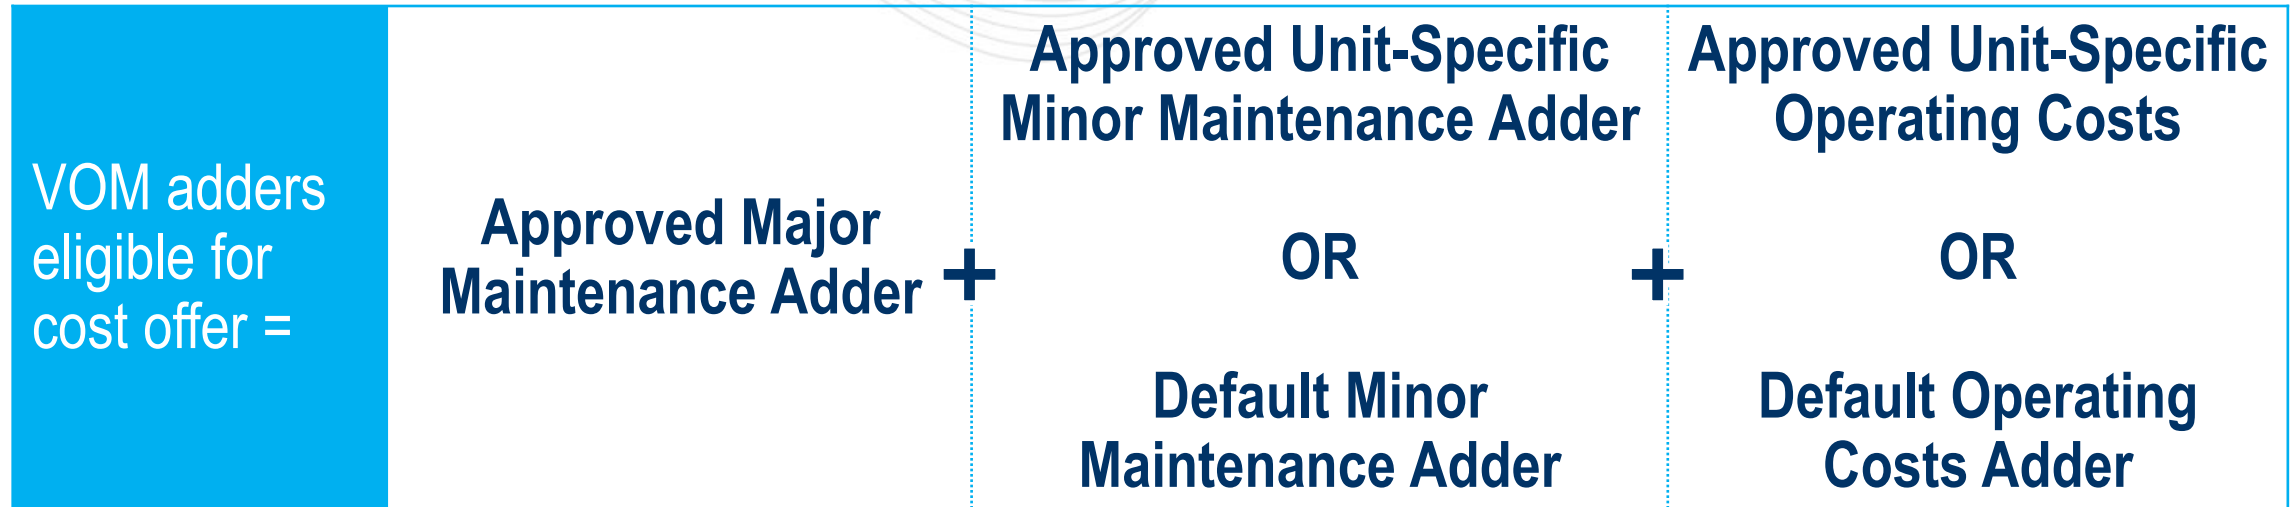 VOM adders
eligible for
cost offer =
Approved Major
Maintenance Adder
+
Approved Unit-Specific
Minor Maintenance Adder
OR
Default Minor
Maintenance Adder
+
Approved Unit-Specific
Operating Costs
OR
Default Operating
Costs Adder